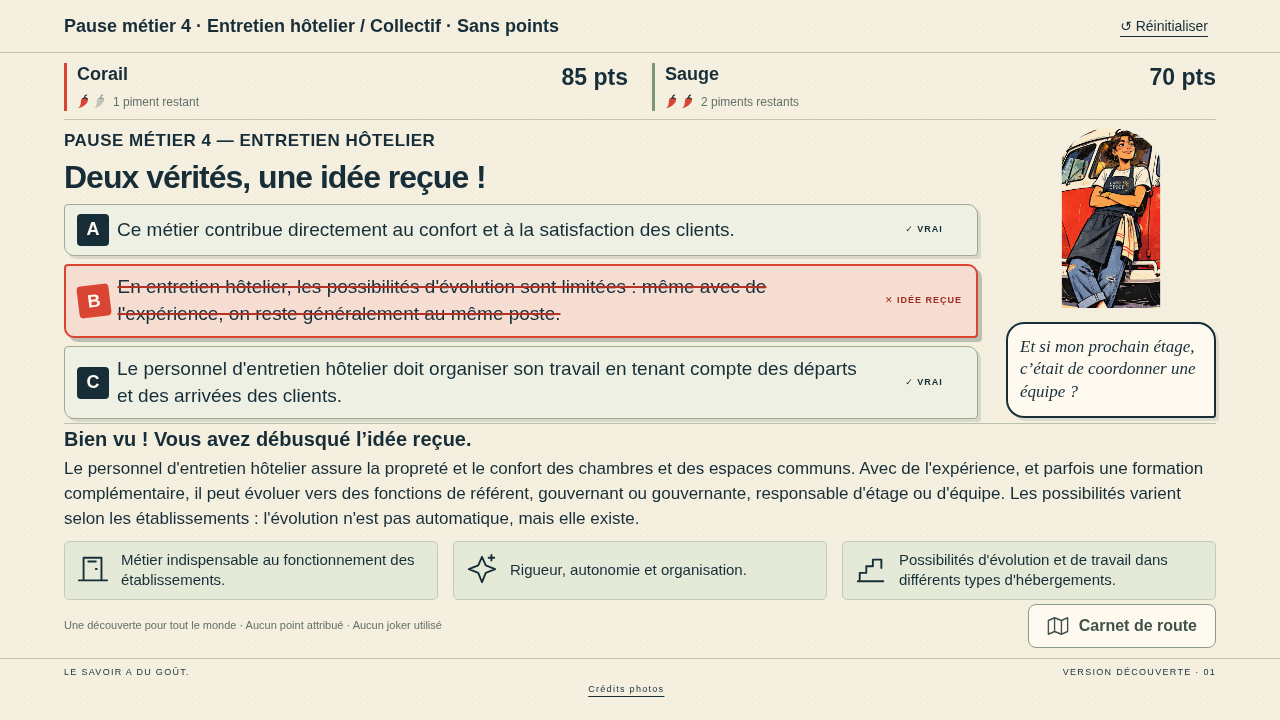 Pause métier 4 · Entretien hôtelier / Collectif · Sans points
↺ Réinitialiser
Corail
85 pts
1 piment restant
Sauge
70 pts
2 piments restants
PAUSE MÉTIER 4 — ENTRETIEN HÔTELIER
Deux vérités, une idée reçue !
A
Ce métier contribue directement au confort et à la satisfaction des clients.
✓ VRAI
B
En entretien hôtelier, les possibilités d'évolution sont limitées : même avec de
l'expérience, on reste généralement au même poste.
✕ IDÉE REÇUE
C
Le personnel d'entretien hôtelier doit organiser son travail en tenant compte des départs
et des arrivées des clients.
✓ VRAI
Et si mon prochain étage,
c’était de coordonner une
équipe ?
Bien vu ! Vous avez débusqué l’idée reçue.
Le personnel d'entretien hôtelier assure la propreté et le confort des chambres et des espaces communs. Avec de l'expérience, et parfois une formation
complémentaire, il peut évoluer vers des fonctions de référent, gouvernant ou gouvernante, responsable d'étage ou d'équipe. Les possibilités varient
selon les établissements : l'évolution n'est pas automatique, mais elle existe.
Métier indispensable au fonctionnement des
établissements.
Rigueur, autonomie et organisation.
Possibilités d'évolution et de travail dans
différents types d'hébergements.
Une découverte pour tout le monde · Aucun point attribué · Aucun joker utilisé
Carnet de route
LE SAVOIR A DU GOÛT.
VERSION DÉCOUVERTE · 01
Crédits photos